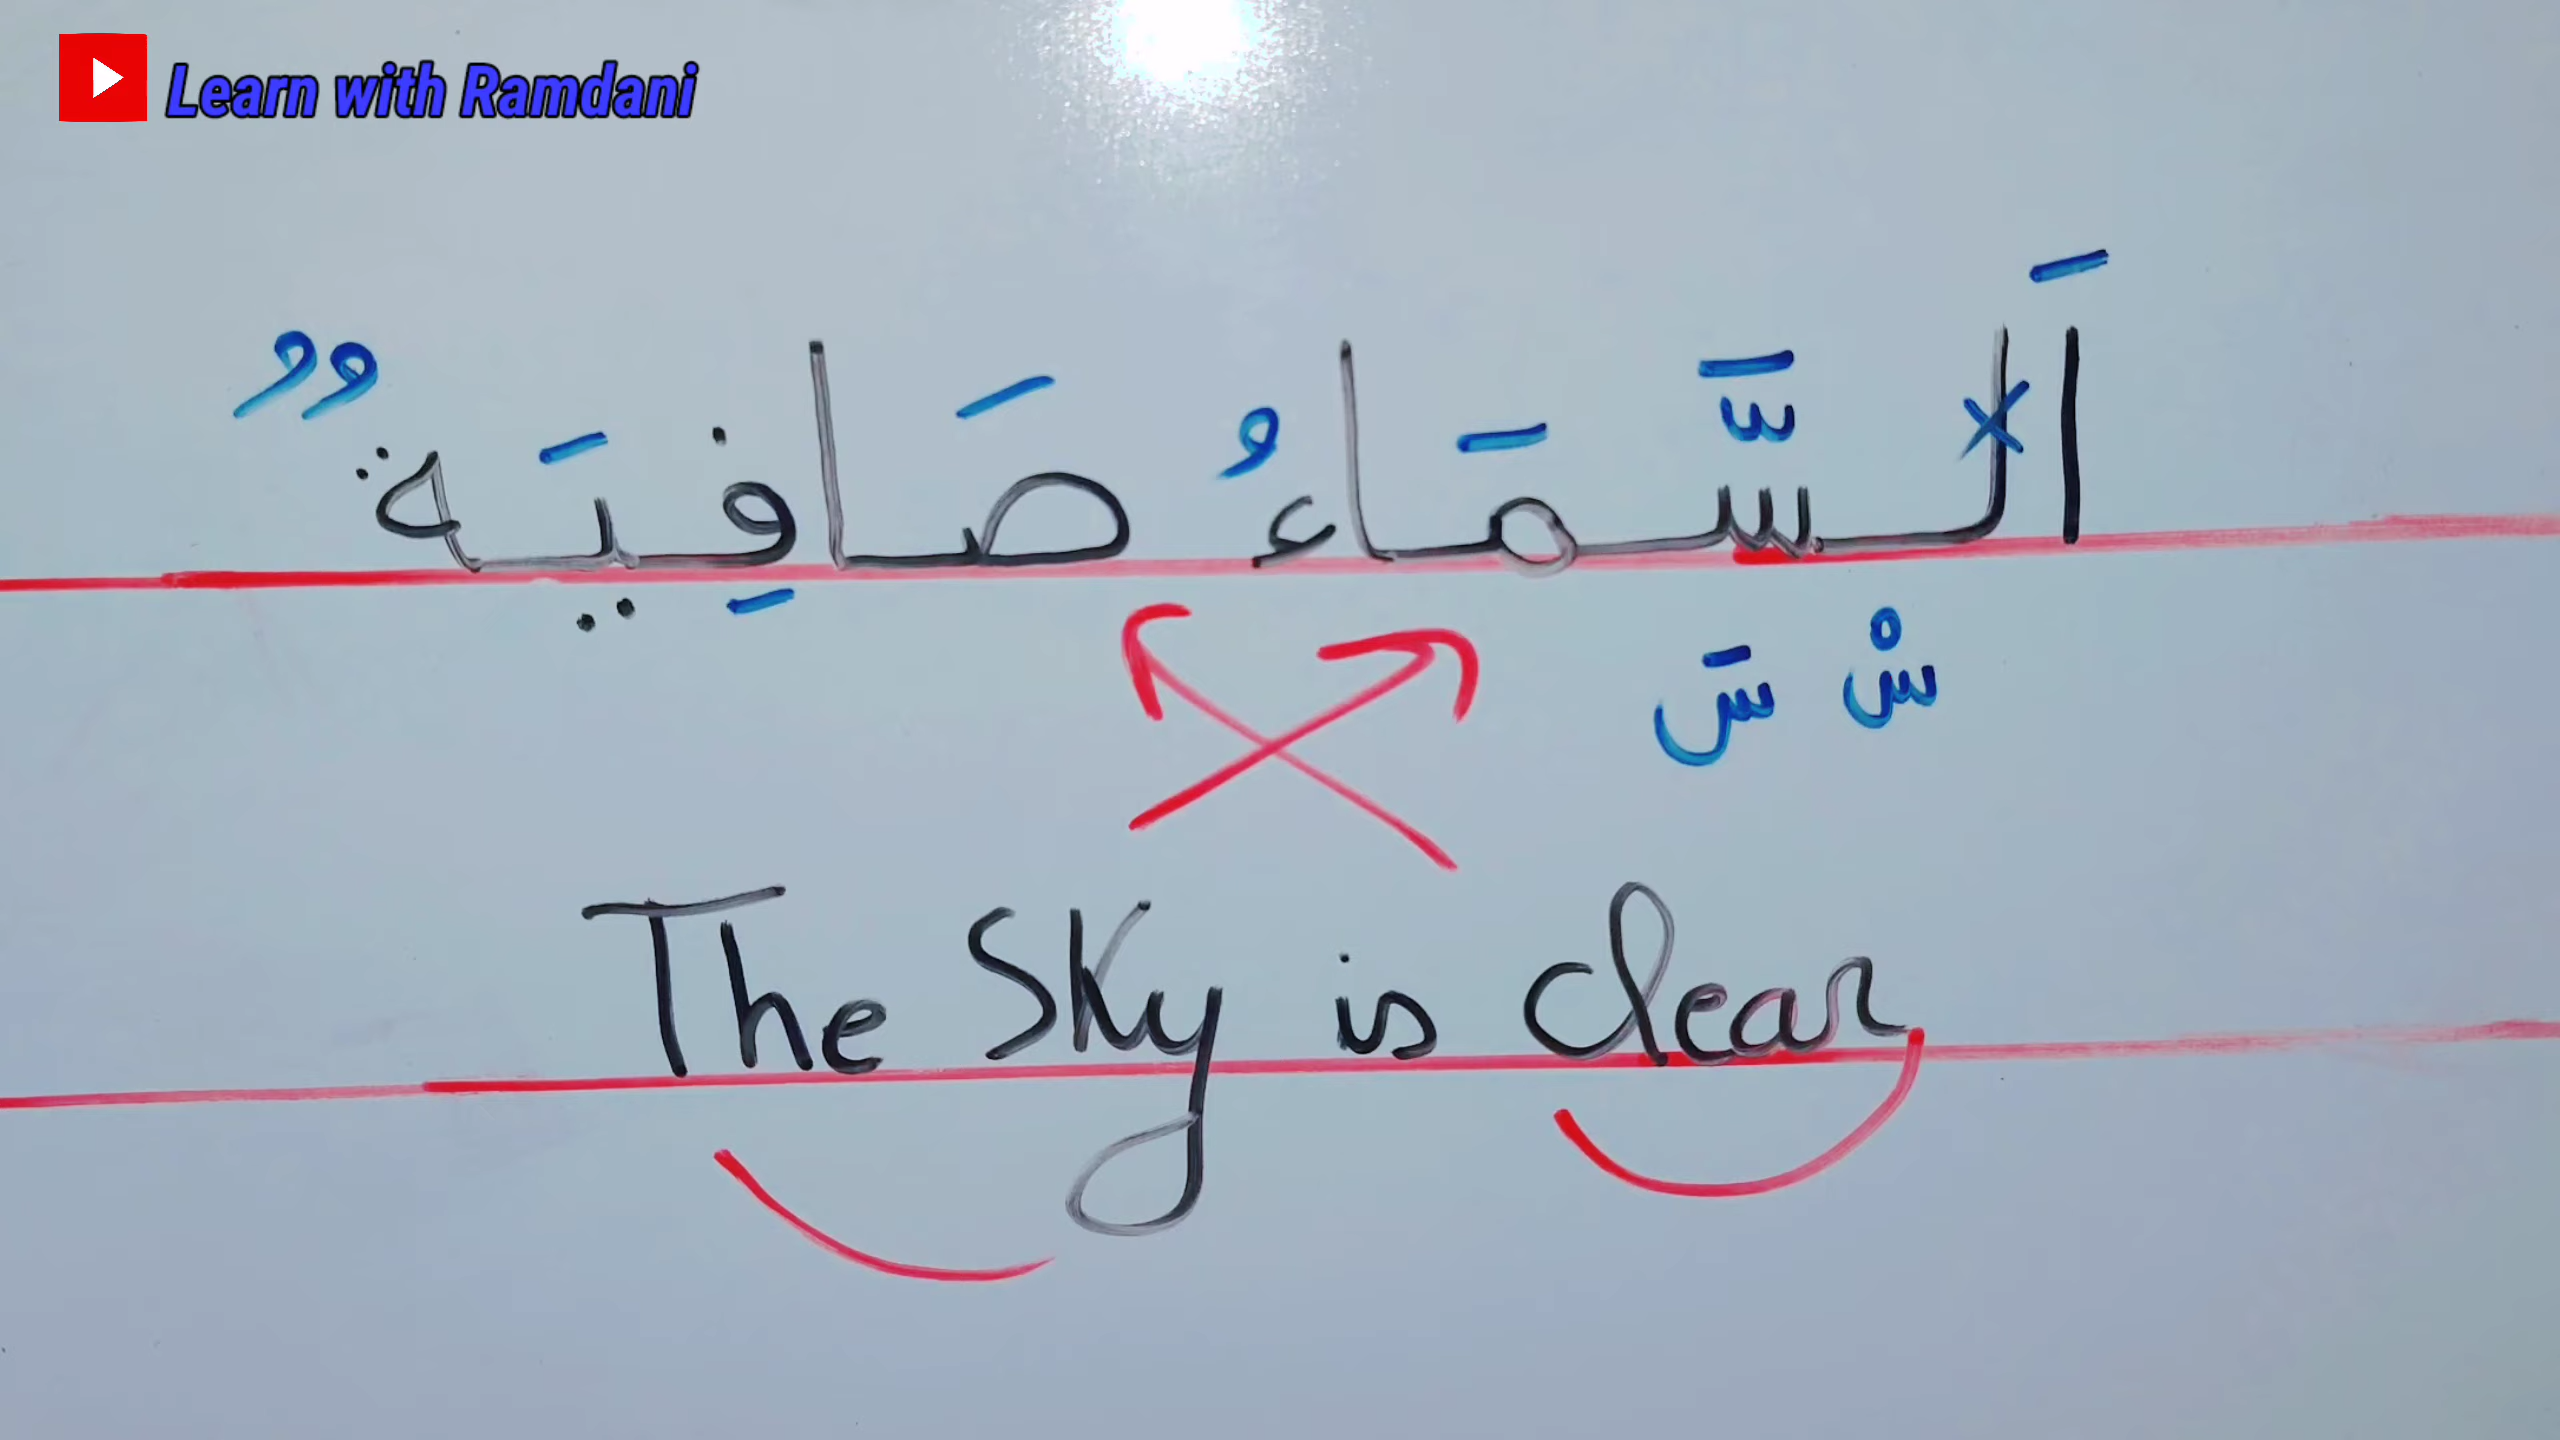 Learn with Ramdani
اَلسَّمَاءُ صَافِيَةٌ
سْ سَ
The Sky is clear